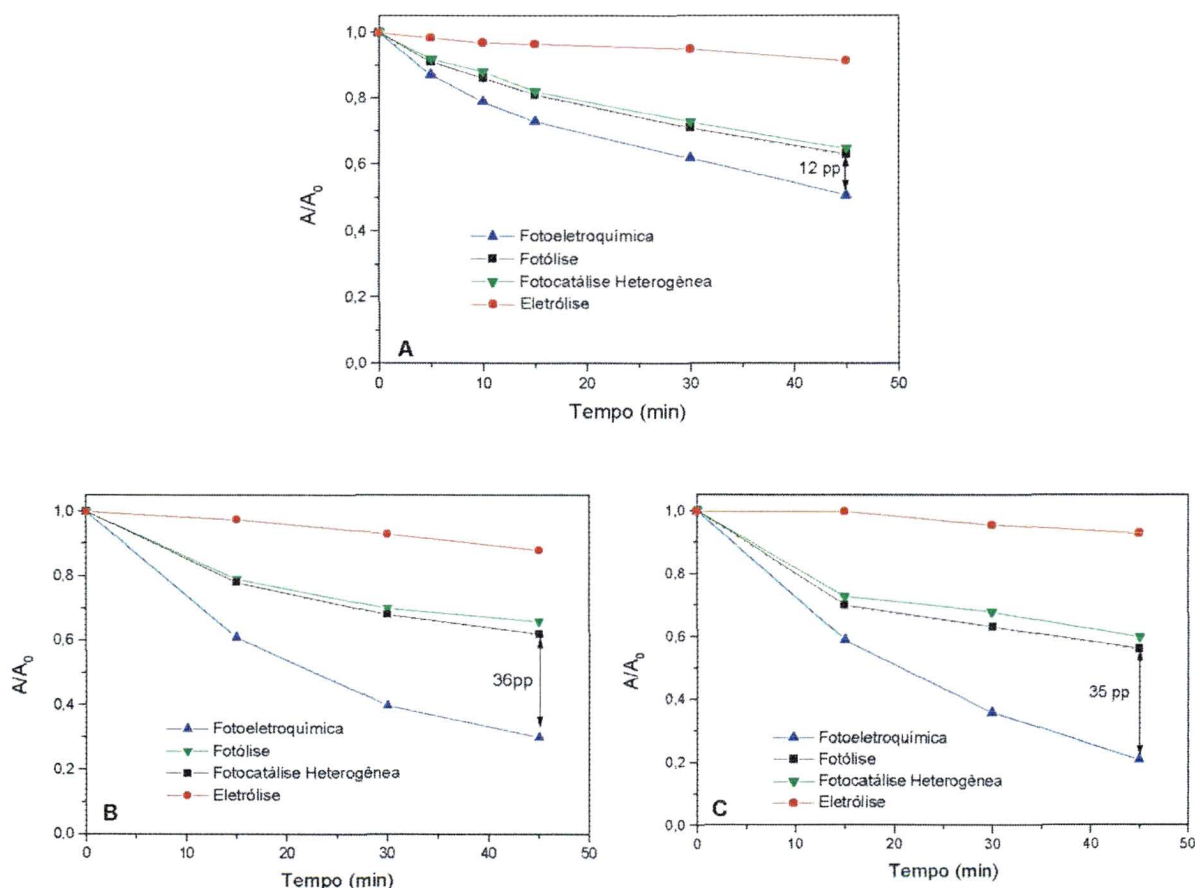 1,0
0,8
0,6
0,4
0,2
0,0
A/A0
12 pp
Fotoeletroquímica
Fotólise
Fotocatálise Heterogênea
Eletrólise
A
0 10 20 30 40 50
Tempo (min)
1,0
0,8
0,6
0,4
0,2
0,0
A/A0
36pp
Fotoeletroquímica
Fotólise
Fotocatálise Heterogênea
Eletrólise
B
0 10 20 30 40 50
Tempo (min)
1,0
0,8
0,6
0,4
0,2
0,0
A/A0
35 pp
Fotoeletroquímica
Fotólise
Fotocatálise Heterogênea
Eletrólise
C
0 10 20 30 40 50
Tempo (min)